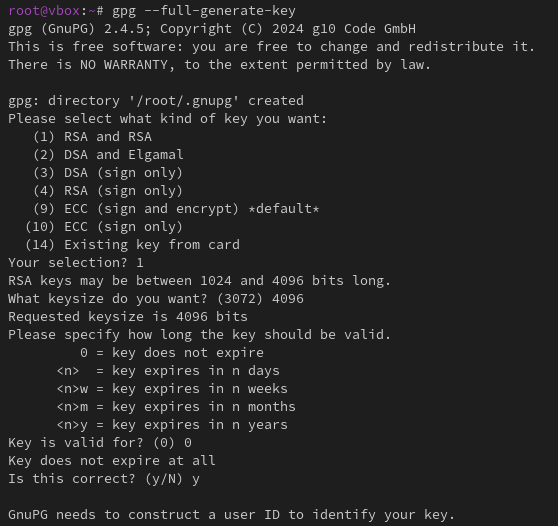 root@vbox:~# gpg --full-generate-key
gpg (GnuPG) 2.4.5; Copyright (C) 2024 g10 Code GmbH
This is free software: you are free to change and redistribute it.
There is NO WARRANTY, to the extent permitted by law.

gpg: directory '/root/.gnupg' created
Please select what kind of key you want:
   (1) RSA and RSA
   (2) DSA and Elgamal
   (3) DSA (sign only)
   (4) RSA (sign only)
   (9) ECC (sign and encrypt) *default*
  (10) ECC (sign only)
  (14) Existing key from card
Your selection? 1
RSA keys may be between 1024 and 4096 bits long.
What keysize do you want? (3072) 4096
Requested keysize is 4096 bits
Please specify how long the key should be valid.
         0 = key does not expire
      <n>  = key expires in n days
      <n>w = key expires in n weeks
      <n>m = key expires in n months
      <n>y = key expires in n years
Key is valid for? (0) 0
Key does not expire at all
Is this correct? (y/N) y

GnuPG needs to construct a user ID to identify your key.